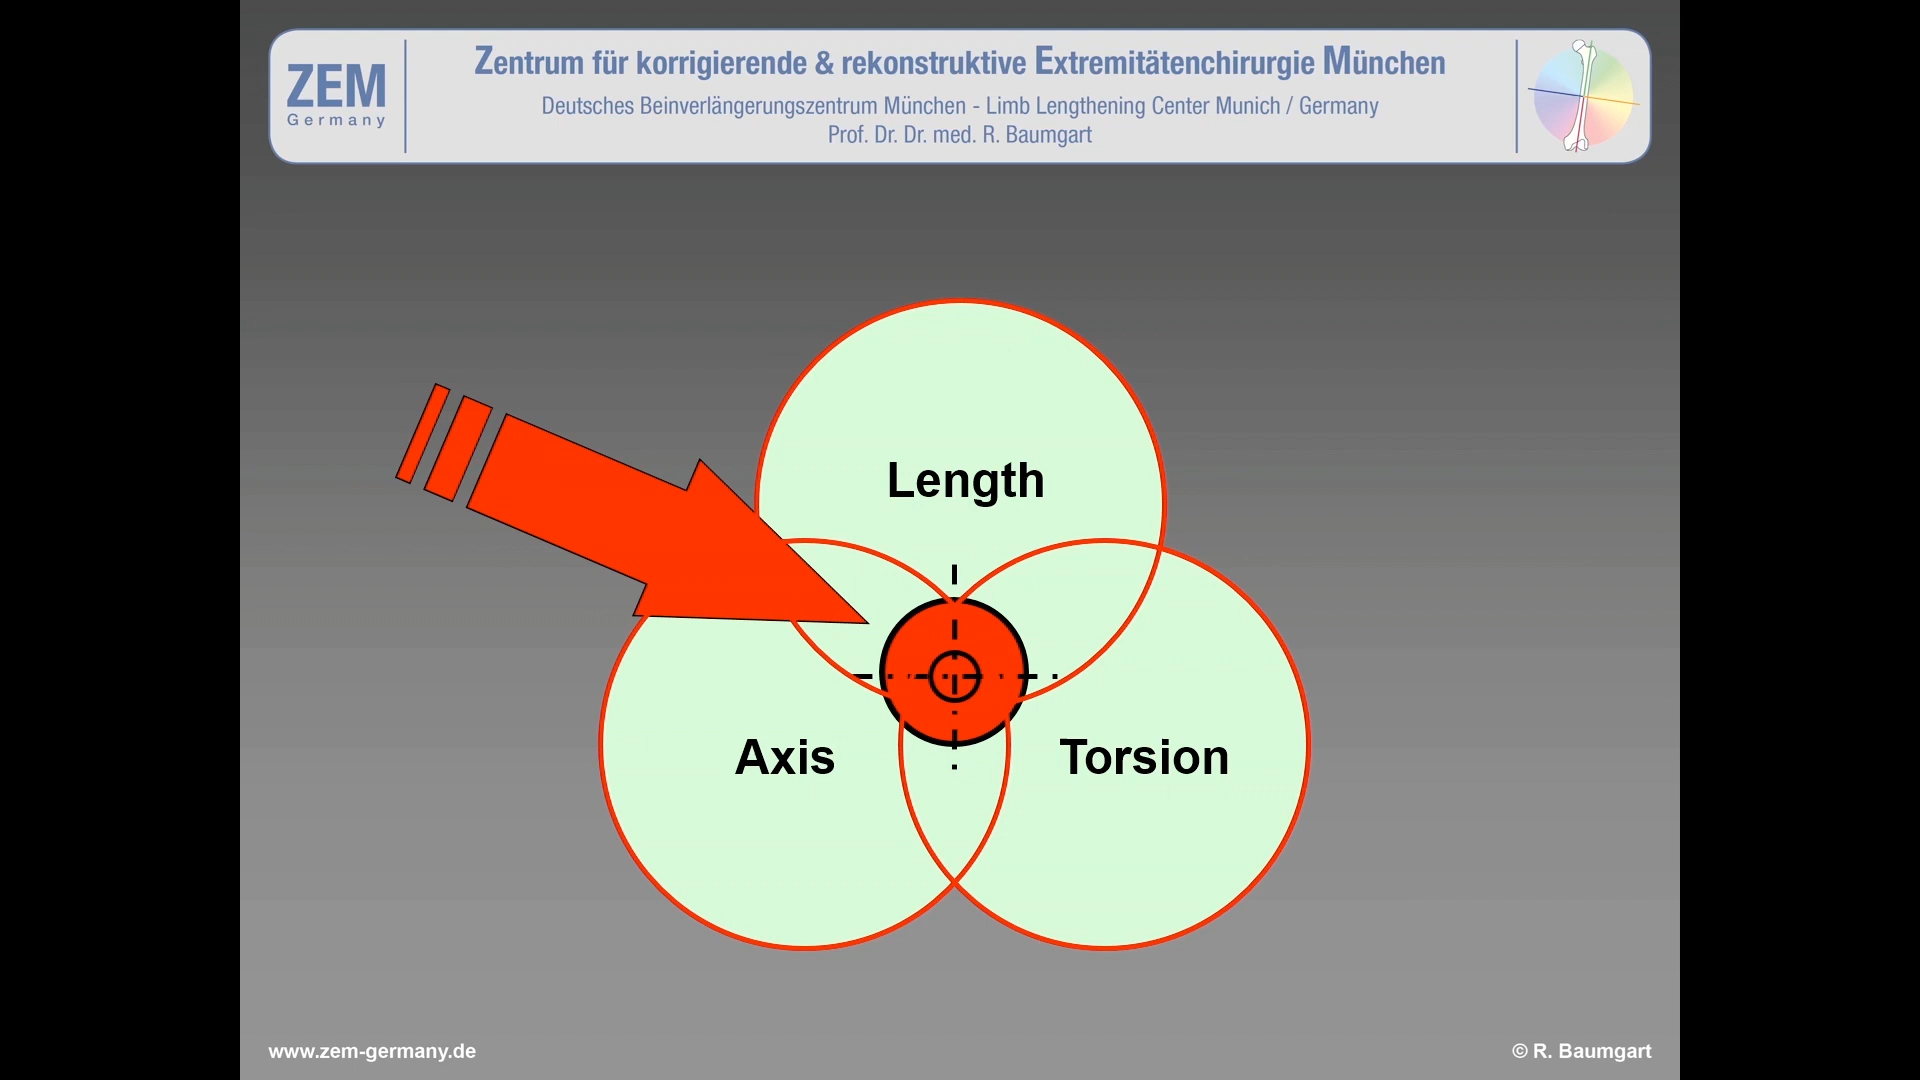 ZEM
Germany
Zentrum für korrigierende & rekonstruktive Extremitätenchirurgie München
Deutsches Beinverlängerungszentrum München - Limb Lengthening Center Munich / Germany
Prof. Dr. Dr. med. R. Baumgart
Length
Axis
Torsion
www.zem-germany.de
© R. Baumgart